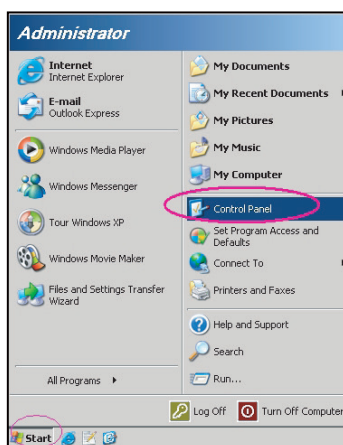 Administrator
Internet
Internet Explorer
E-mail
Outlook Express
Windows Media Player
Windows Messenger
Tour Windows XP
Windows Movie Maker
Files and Settings Transfer
Wizard
All Programs
My Documents
My Recent Documents
My Pictures
My Music
My Computer
Control Panel
Set Program Access and
Defaults
Connect To
Printers and Faxes
Help and Support
Search
Run...
Log Off
Turn Off Computer
Start